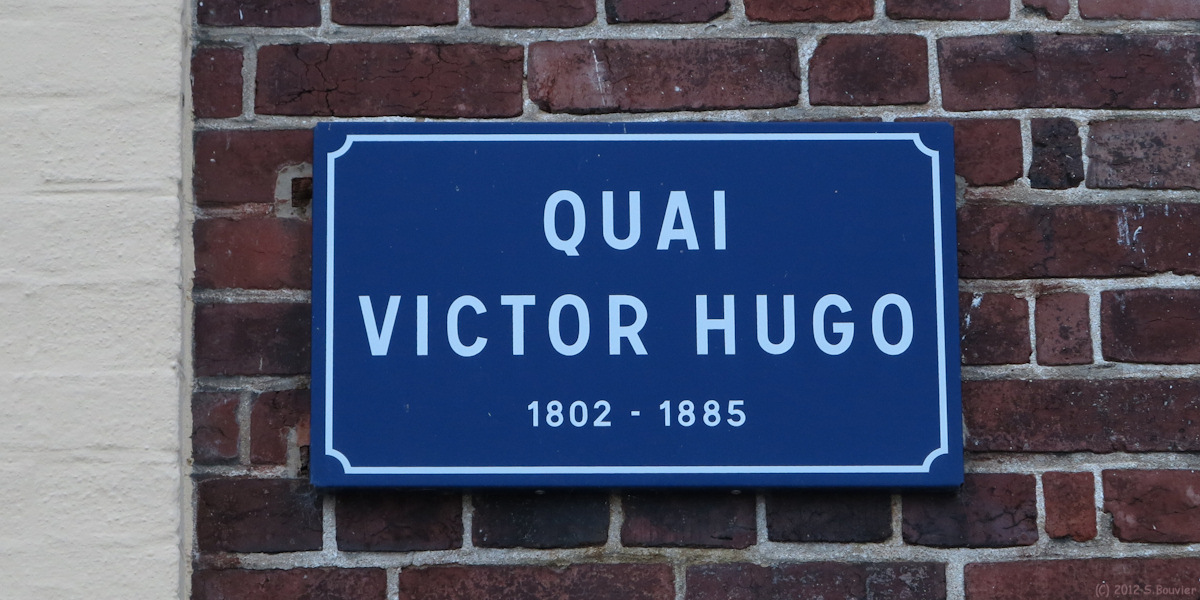 QUAI
VICTOR HUGO
1802 - 1885
(C) 2012-S.Bouvier